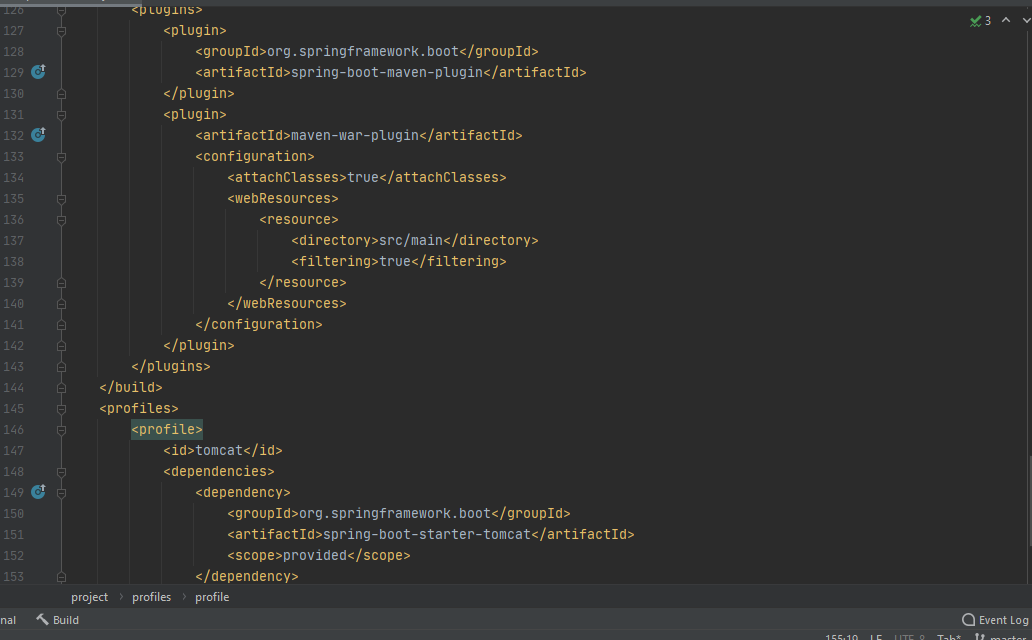 126 <plugins>
127 <plugin>
128 <groupId>org.springframework.boot</groupId>
129 <artifactId>spring-boot-maven-plugin</artifactId>
130 </plugin>
131 <plugin>
132 <artifactId>maven-war-plugin</artifactId>
133 <configuration>
134 <attachClasses>true</attachClasses>
135 <webResources>
136 <resource>
137 <directory>src/main</directory>
138 <filtering>true</filtering>
139 </resource>
140 </webResources>
141 </configuration>
142 </plugin>
143 </plugins>
144 </build>
145 <profiles>
146 <profile>
147 <id>tomcat</id>
148 <dependencies>
149 <dependency>
150 <groupId>org.springframework.boot</groupId>
151 <artifactId>spring-boot-starter-tomcat</artifactId>
152 <scope>provided</scope>
153 </dependency>
3
project > profiles > profile
nal Build Event Log
155:19 LF UTF-8 Tab* master